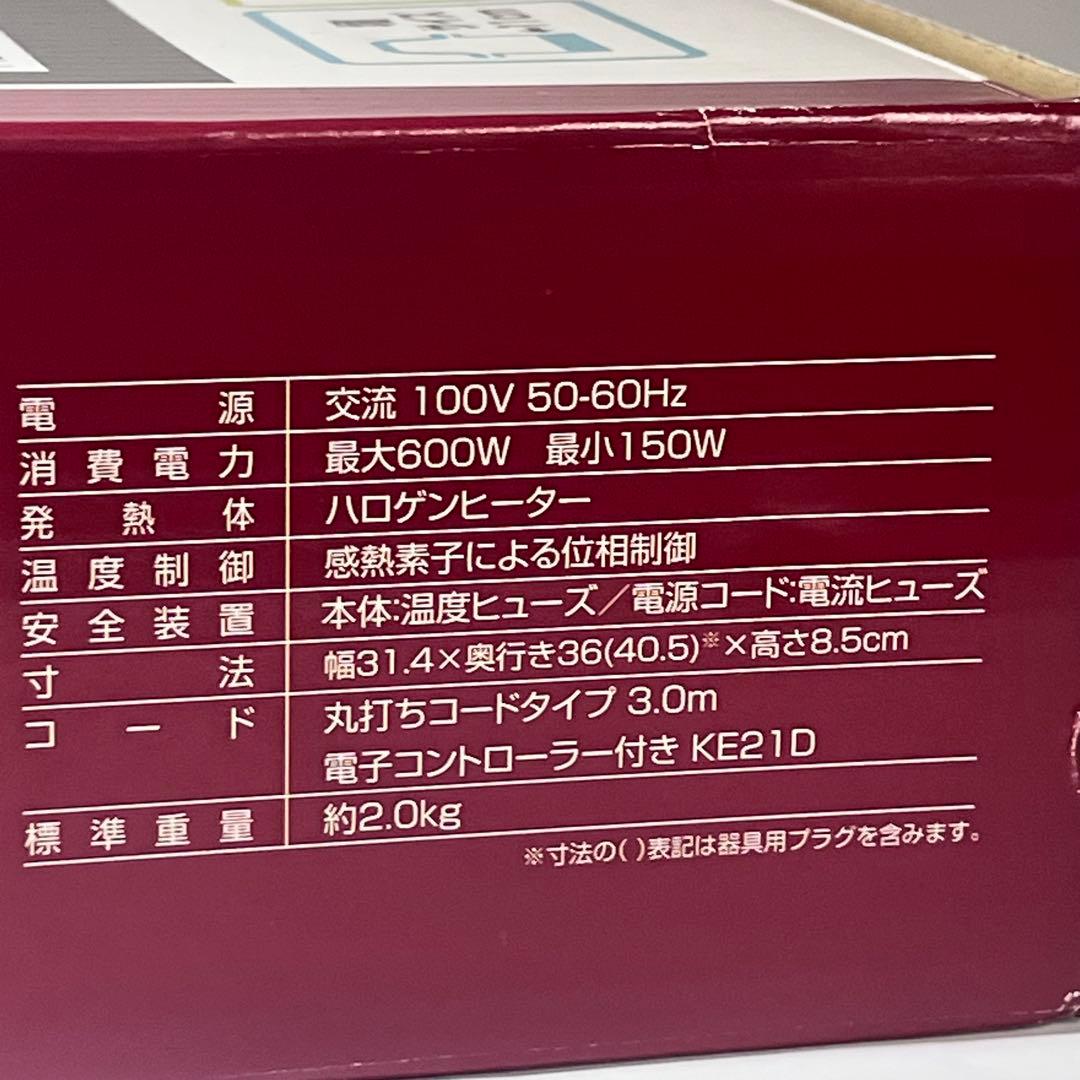 電源 交流 100V 50-60Hz
消費電力 最大600W 最小150W
発熱体 ハロゲンヒーター
温度制御 感熱素子による位相制御
安全装置 本体:温度ヒューズ／電源コード:電流ヒューズ
寸法 幅31.4×奥行き36(40.5)※×高さ8.5cm
コード 丸打ちコードタイプ 3.0m
電子コントローラー付き KE21D
標準重量 約2.0kg
※寸法の( )表記は器具用プラグを含みます。